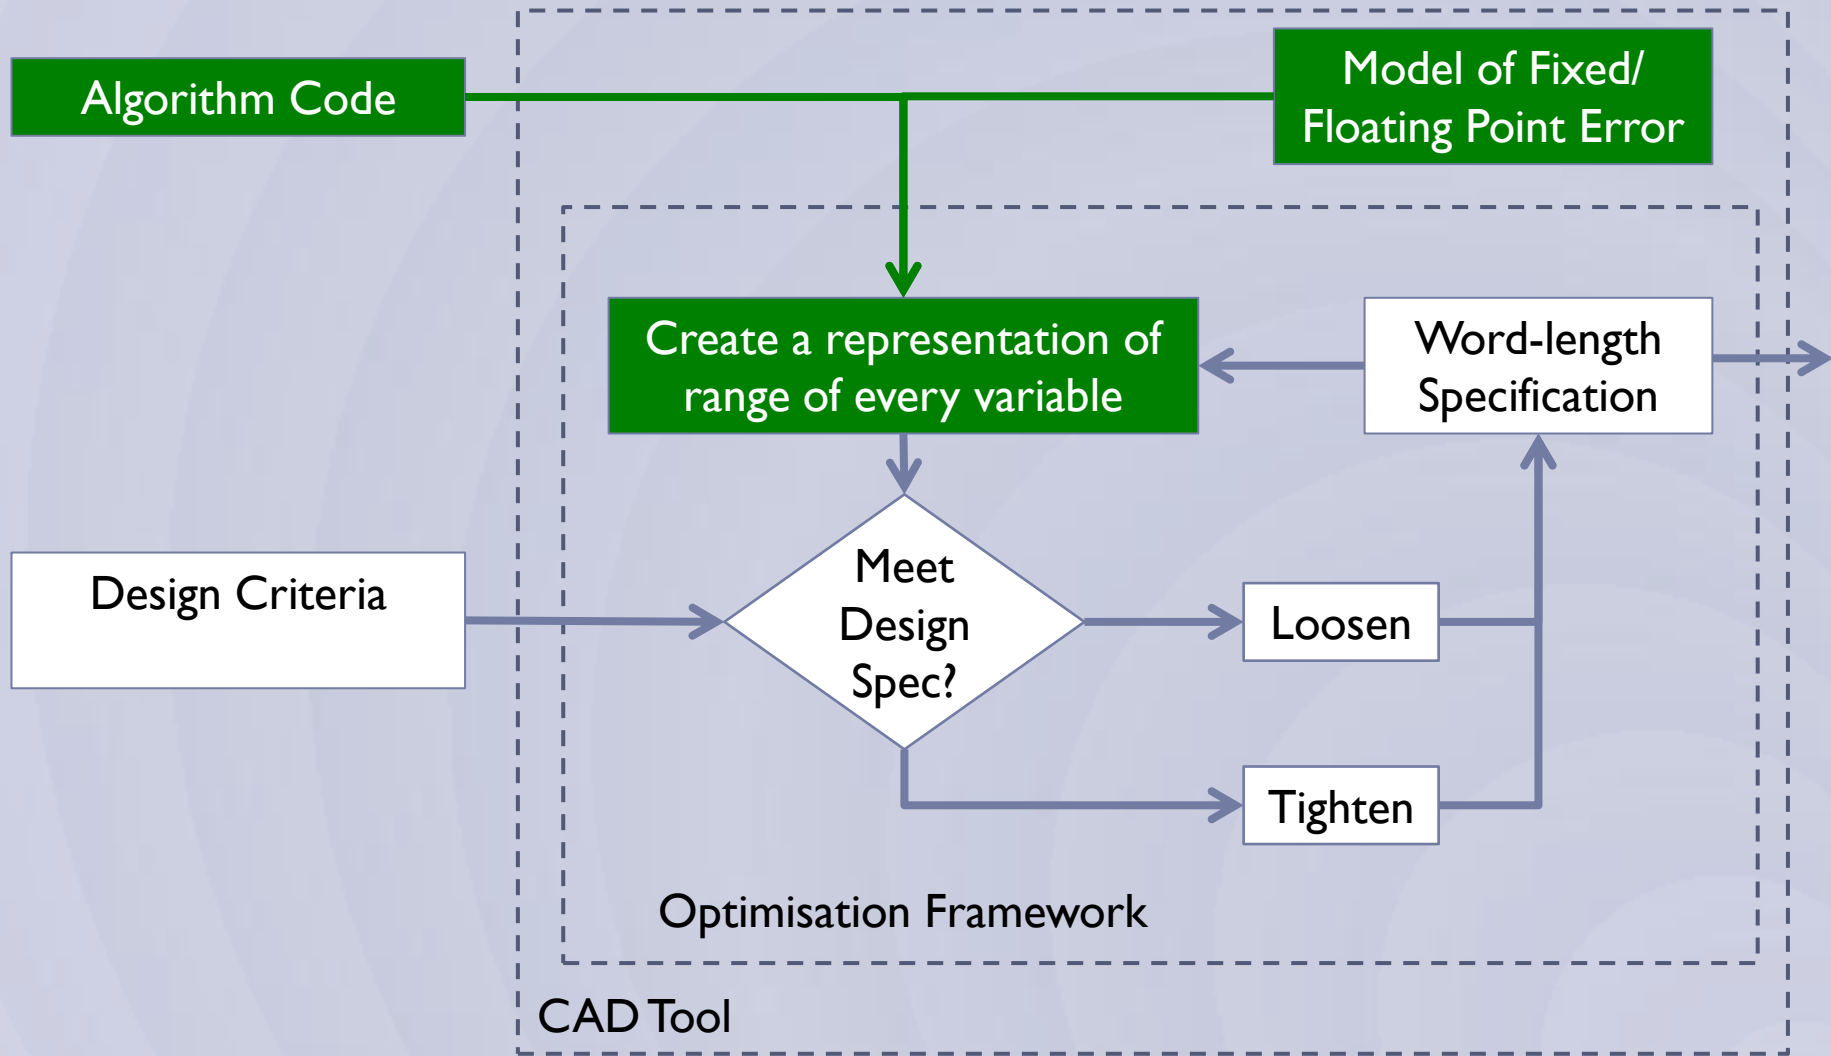 Algorithm Code
Model of Fixed/
Floating Point Error
Create a representation of
range of every variable
Word-length
Specification
Design Criteria
Meet
Design
Spec?
Loosen
Tighten
Optimisation Framework
CAD Tool